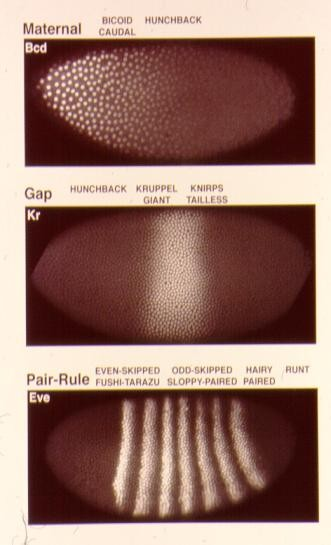 Maternal BICOID HUNCHBACK
CAUDAL
Bcd
Gap HUNCHBACK KRUPPEL KNIRPS
GIANT TAILLESS
Kr
Pair-Rule EVEN-SKIPPED ODD-SKIPPED HAIRY RUNT
FUSHI-TARAZU SLOPPY-PAIRED PAIRED
Eve